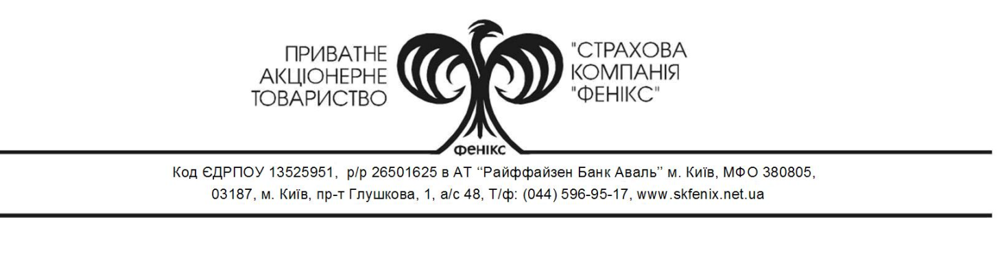 ПРИВАТНЕ
АКЦІОНЕРНЕ
ТОВАРИСТВО
"СТРАХОВА
КОМПАНІЯ
"ФЕНІКС"
ФЕНІКС
Код ЄДРПОУ 13525951, р/р 26501625 в АТ “Райффайзен Банк Аваль” м. Київ, МФО 380805,
03187, м. Київ, пр-т Глушкова, 1, а/с 48, Т/ф: (044) 596-95-17, www.skfenix.net.ua